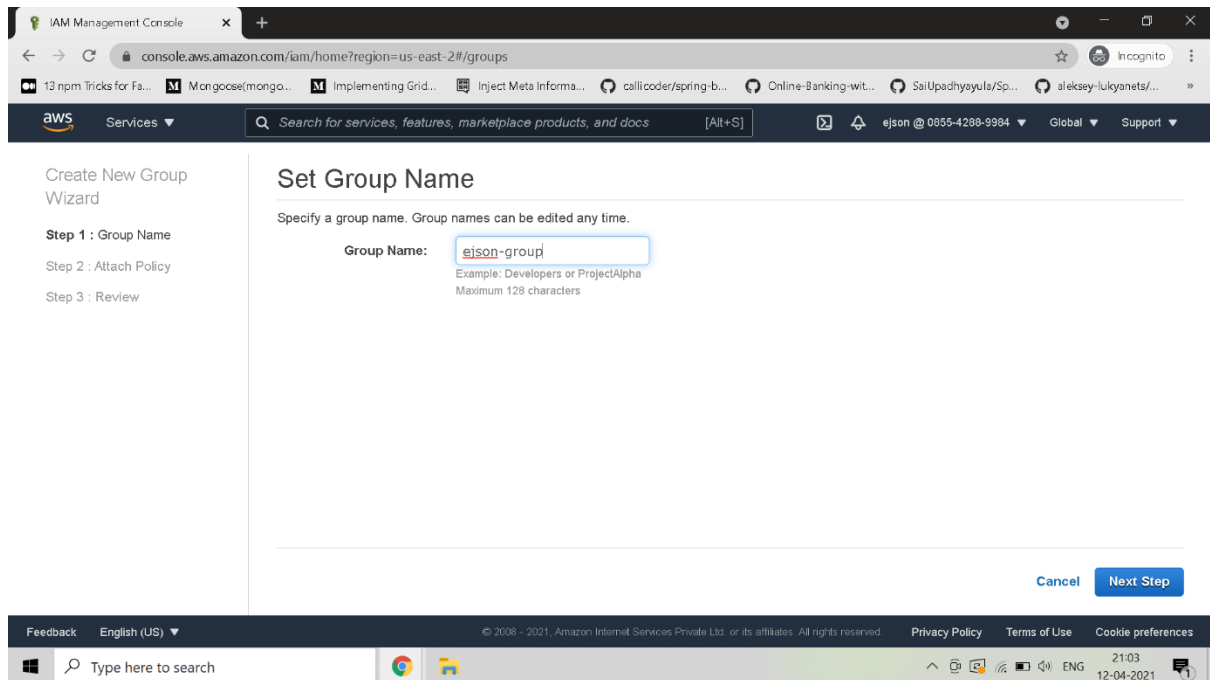 IAM Management Console
console.aws.amazon.com/iam/home?region=us-east-2#/groups
Incognito
13 npm Tricks for Fa...
Mongoose(mongo...
Implementing Grid...
Inject Meta Informa...
callicoder/spring-b...
Online-Banking-wit...
SaiUpadhyayula/Sp...
aleksey-lukyanets/...
»
aws
Services
Search for services, features, marketplace products, and docs
[Alt+S]
ejson @ 0855-4288-9984
Global
Support
Create New Group
Wizard
Step 1 : Group Name
Step 2 : Attach Policy
Step 3 : Review
Set Group Name
Specify a group name. Group names can be edited any time.
Group Name:
ejson-group
Example: Developers or ProjectAlpha
Maximum 128 characters
Cancel
Next Step
Feedback
English (US)
© 2008 - 2021, Amazon Internet Services Private Ltd. or its affiliates. All rights reserved.
Privacy Policy
Terms of Use
Cookie preferences
Type here to search
ENG
21:03
12-04-2021
1